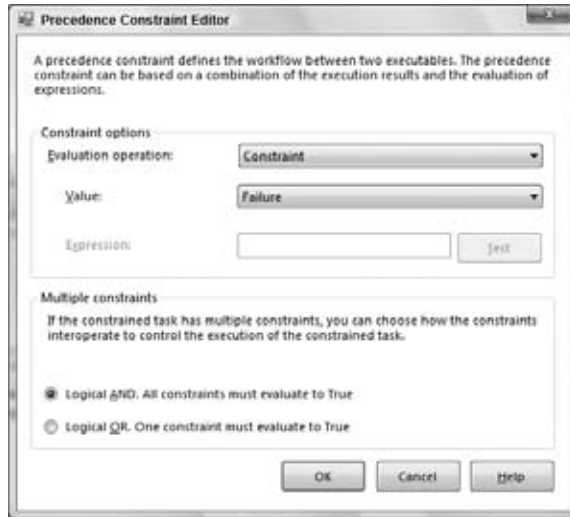 Precedence Constraint Editor
A precedence constraint defines the workflow between two executables. The precedence
constraint can be based on a combination of the execution results and the evaluation of
expressions.
Constraint options
Evaluation operation:
Constraint
Value:
Failure
Expression:
Test
Multiple constraints
If the constrained task has multiple constraints, you can choose how the constraints
interoperate to control the execution of the constrained task.
Logical AND. All constraints must evaluate to True
Logical OR. One constraint must evaluate to True
OK
Cancel
Help